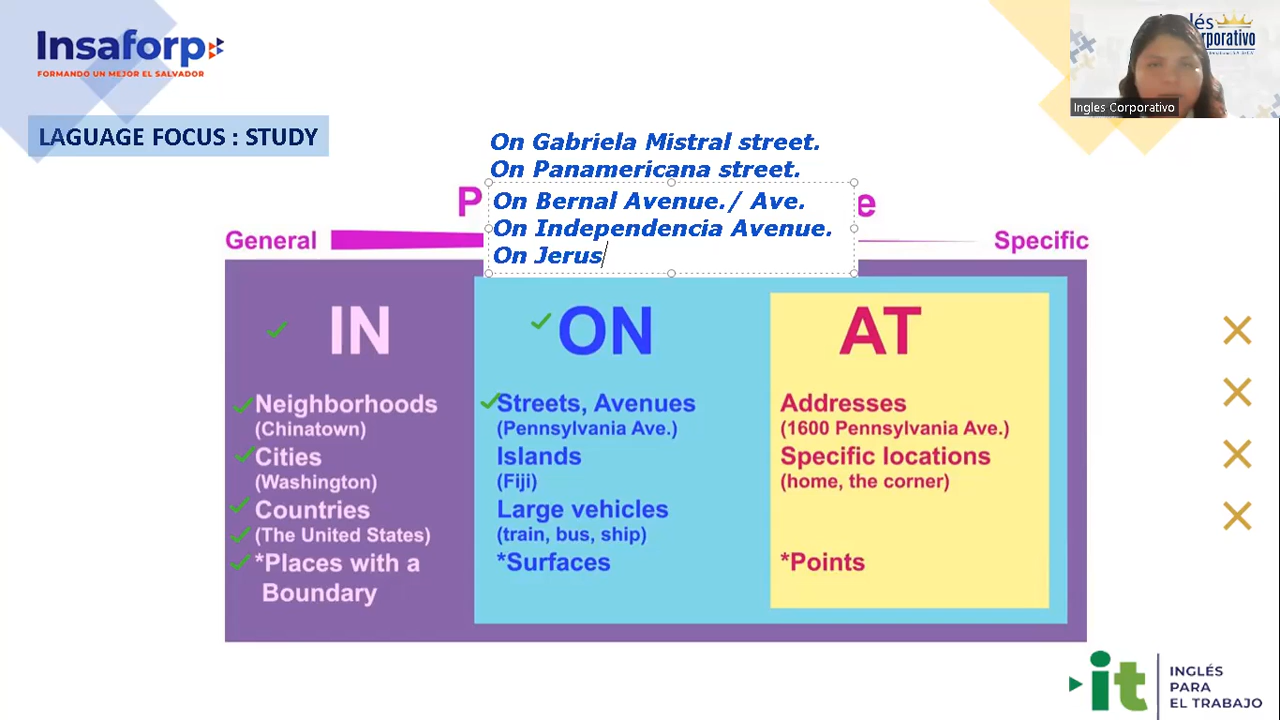 Insaforp
FORMANDO UN MEJOR EL SALVADOR
Ingles Corporativo
LAGUAGE FOCUS : STUDY
On Gabriela Mistral street.
On Panamericana street.
On Bernal Avenue./ Ave.
On Independencia Avenue.
On Jerus
General
Specific
IN
Neighborhoods
(Chinatown)
Cities
(Washington)
Countries
(The United States)
*Places with a
Boundary
ON
Streets, Avenues
(Pennsylvania Ave.)
Islands
(Fiji)
Large vehicles
(train, bus, ship)
*Surfaces
AT
Addresses
(1600 Pennsylvania Ave.)
Specific locations
(home, the corner)
*Points
it
INGLÉS
PARA
EL TRABAJO